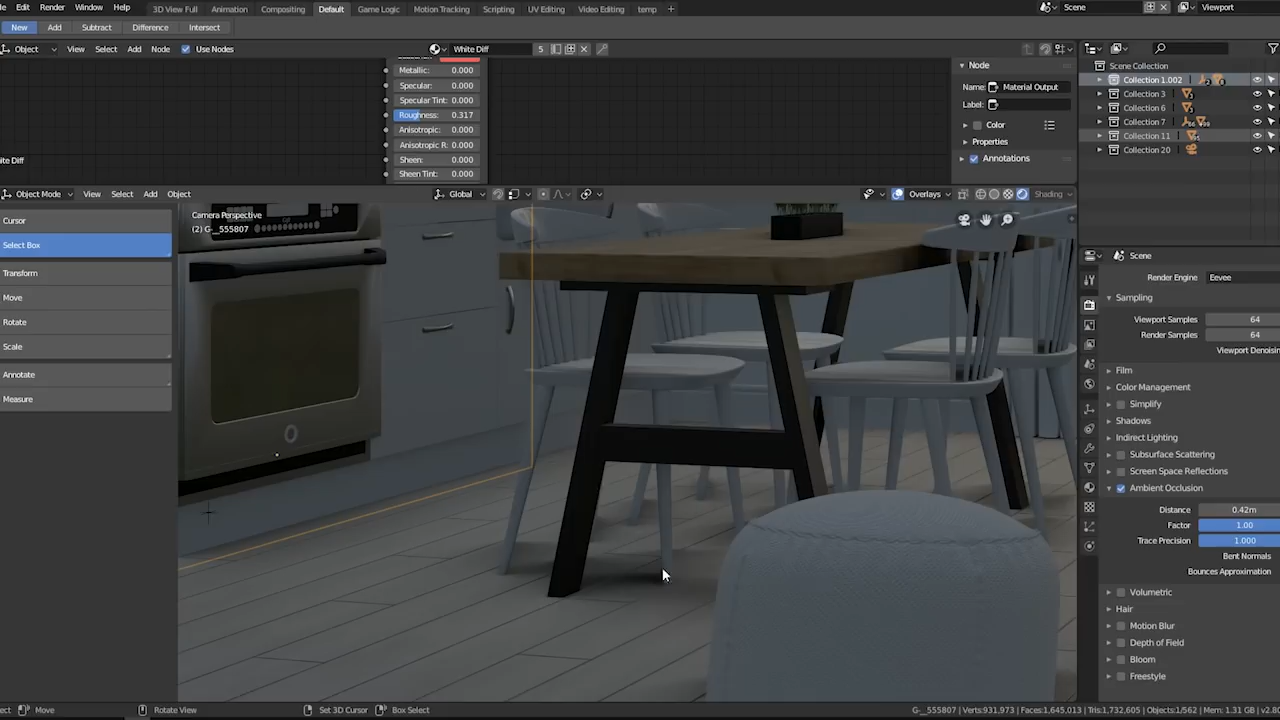 Edit Render Window Help 3D View Full Animation Compositing Default Game Logic Motion Tracking Scripting UV Editing Video Editing temp + Scene Viewport
New Add Subtract Difference Intersect
Object View Select Add Node Use Nodes White Diff 5
Metallic: 0.000
Specular: 0.000
Specular Tint: 0.000
Roughness: 0.317
Anisotropic: 0.000
Anisotropic R: 0.000
Sheen: 0.000
Sheen Tint: 0.000
ite Diff
Node
Name: Material Output
Label:
Color
Properties
Annotations
Scene Collection
Collection 1.002
Collection 3
Collection 6
Collection 7
Collection 11
Collection 20
Object Mode View Select Add Object Global Overlays Shading
Cursor
Select Box
Transform
Move
Rotate
Scale
Annotate
Measure
Camera Perspective
(2) G-__555807
Scene
Render Engine Eevee
Sampling
Viewport Samples 64
Render Samples 64
Viewport Denoising
Film
Color Management
Simplify
Shadows
Indirect Lighting
Subsurface Scattering
Screen Space Reflections
Ambient Occlusion
Distance 0.42m
Factor 1.00
Trace Precision 1.000
Bent Normals
Bounces Approximation
Volumetric
Hair
Motion Blur
Depth of Field
Bloom
Freestyle
ect Move Rotate View Set 3D Cursor Box Select G-__555807 | Verts:931,973 | Faces:1,645,013 | Tris:1,732,605 | Objects:1/562 | Mem: 1.31 GB | v2.80